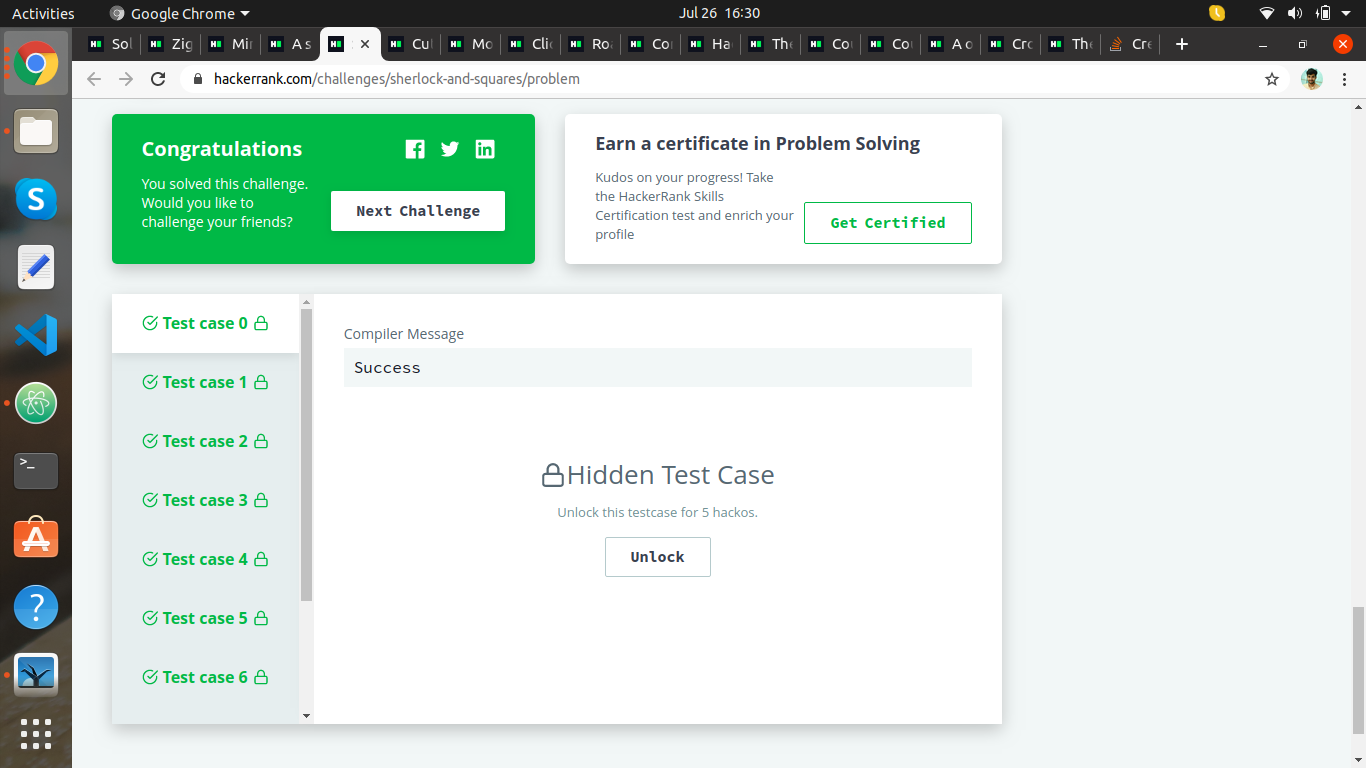 Activities
Google Chrome
Jul 26 16:30
Sol
Zig
Mi
A s
Cu
Mo
Clic
Ro
Co
Ha
The
Co
Co
A o
Cro
The
Cre
hackerrank.com/challenges/sherlock-and-squares/problem
Congratulations
You solved this challenge.
Would you like to
challenge your friends?
Next Challenge
Earn a certificate in Problem Solving
Kudos on your progress! Take
the HackerRank Skills
Certification test and enrich your
profile
Get Certified
Test case 0
Test case 1
Test case 2
Test case 3
Test case 4
Test case 5
Test case 6
Compiler Message
Success
Hidden Test Case
Unlock this testcase for 5 hackos.
Unlock